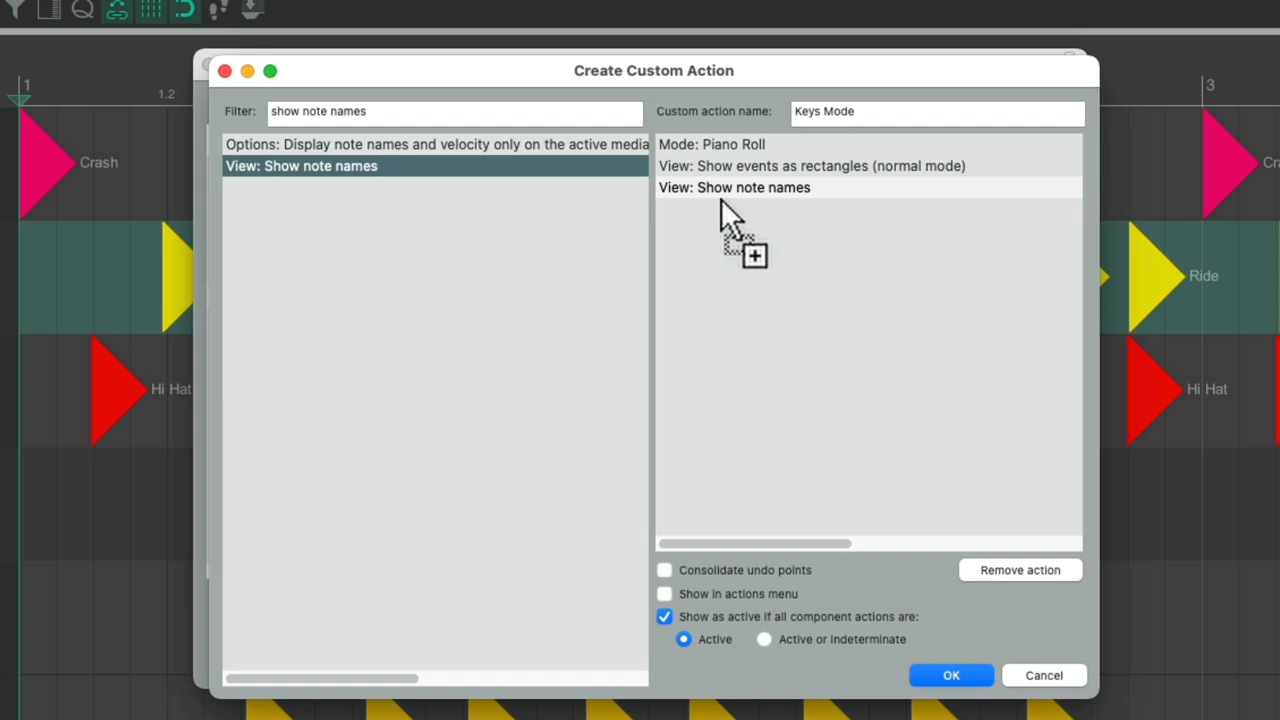 1
1.2
3
Create Custom Action
Filter:
show note names
Custom action name:
Keys Mode
Options: Display note names and velocity only on the active media
View: Show note names
Mode: Piano Roll
View: Show events as rectangles (normal mode)
View: Show note names
Crash
Ride
Hi Hat
Hi Hat
Consolidate undo points
Remove action
Show in actions menu
Show as active if all component actions are:
Active
Active or indeterminate
OK
Cancel